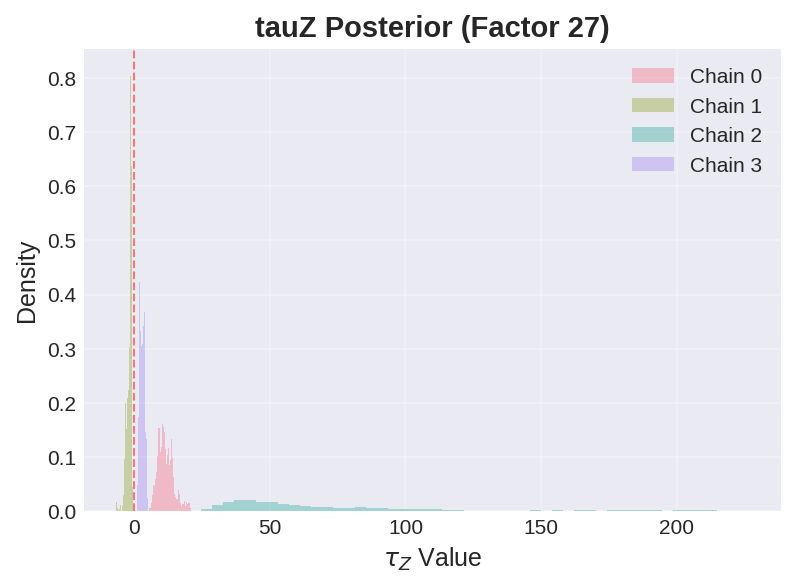 tauZ Posterior (Factor 27)
Chain 0
Chain 1
Chain 2
Chain 3
0.8
0.7
0.6
0.5
0.4
0.3
0.2
0.1
0.0
Density
0 50 100 150 200
τ_Z Value